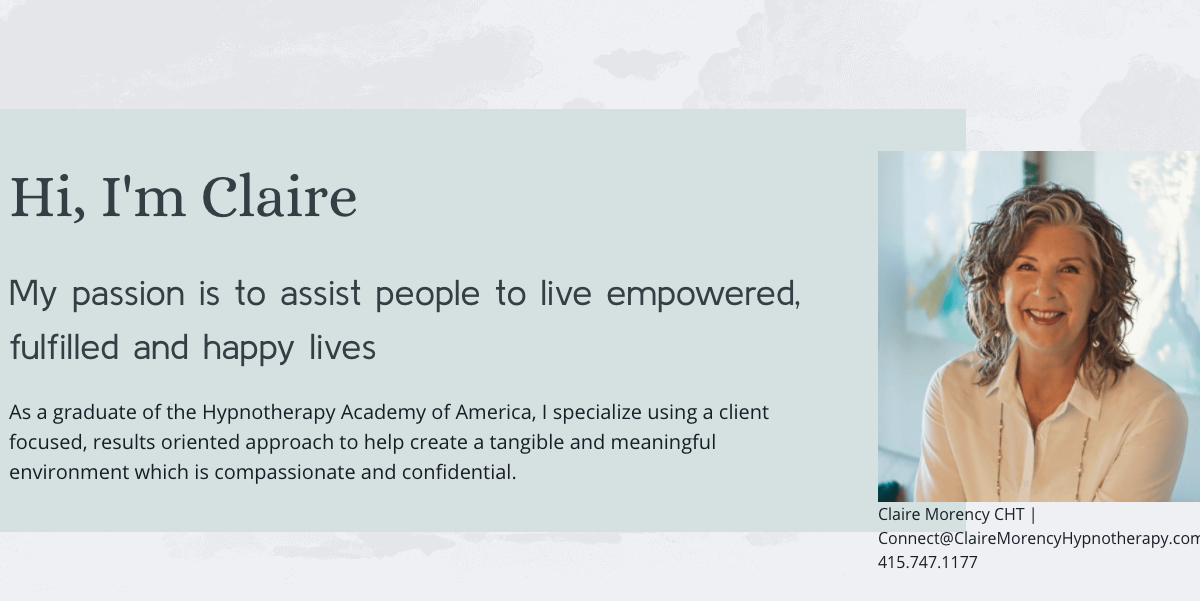 Hi, I'm Claire
My passion is to assist people to live empowered,
fulfilled and happy lives
As a graduate of the Hypnotherapy Academy of America, I specialize using a client
focused, results oriented approach to help create a tangible and meaningful
environment which is compassionate and confidential.
Claire Morency CHT |
Connect@ClaireMorencyHypnotherapy.com
415.747.1177